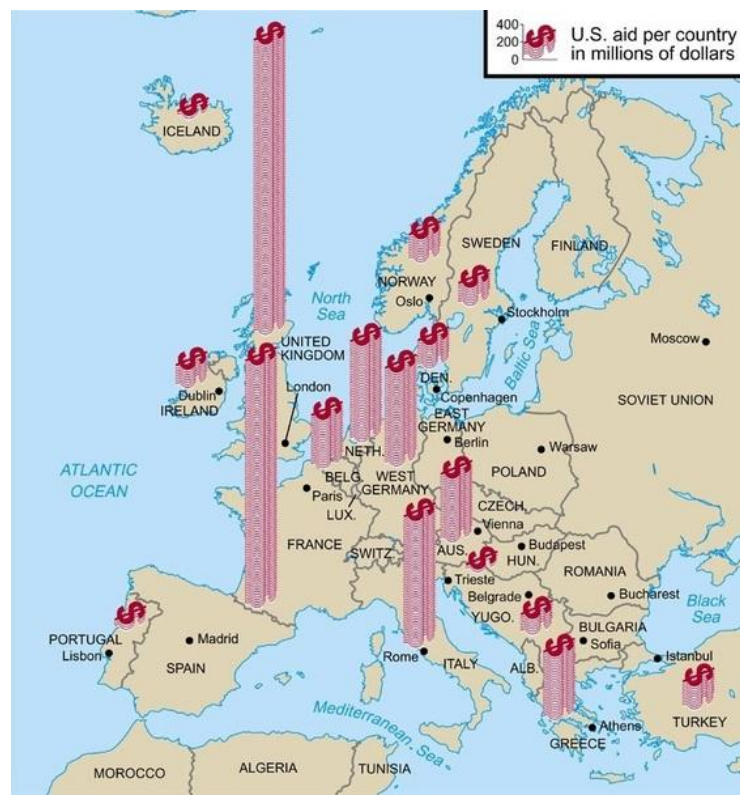 400
200
0
U.S. aid per country
in millions of dollars
$
$
ICELAND
$
SWEDEN
FINLAND
$
NORWAY
Oslo
North
Sea
Stockholm
Baltic Sea
Moscow
$
UNITED
KINGDOM
$
$
$
$
$
DEN.
Dublin
IRELAND
London
Copenhagen
SOVIET UNION
$
EAST
GERMANY
Berlin
Warsaw
NETH.
POLAND
ATLANTIC
OCEAN
BELG.
WEST
GERMANY
$
Paris
LUX.
CZECH.
Vienna
$
FRANCE
SWITZ.
AUS.
Budapest
HUN.
$
ROMANIA
Trieste
Belgrade
Bucharest
Black
Sea
$
PORTUGAL
Lisbon
Madrid
SPAIN
$
YUGO.
BULGARIA
Sofia
$
Rome
ITALY
ALB.
Istanbul
$
TURKEY
Mediterranean Sea
Athens
GREECE
MOROCCO
ALGERIA
TUNISIA
$